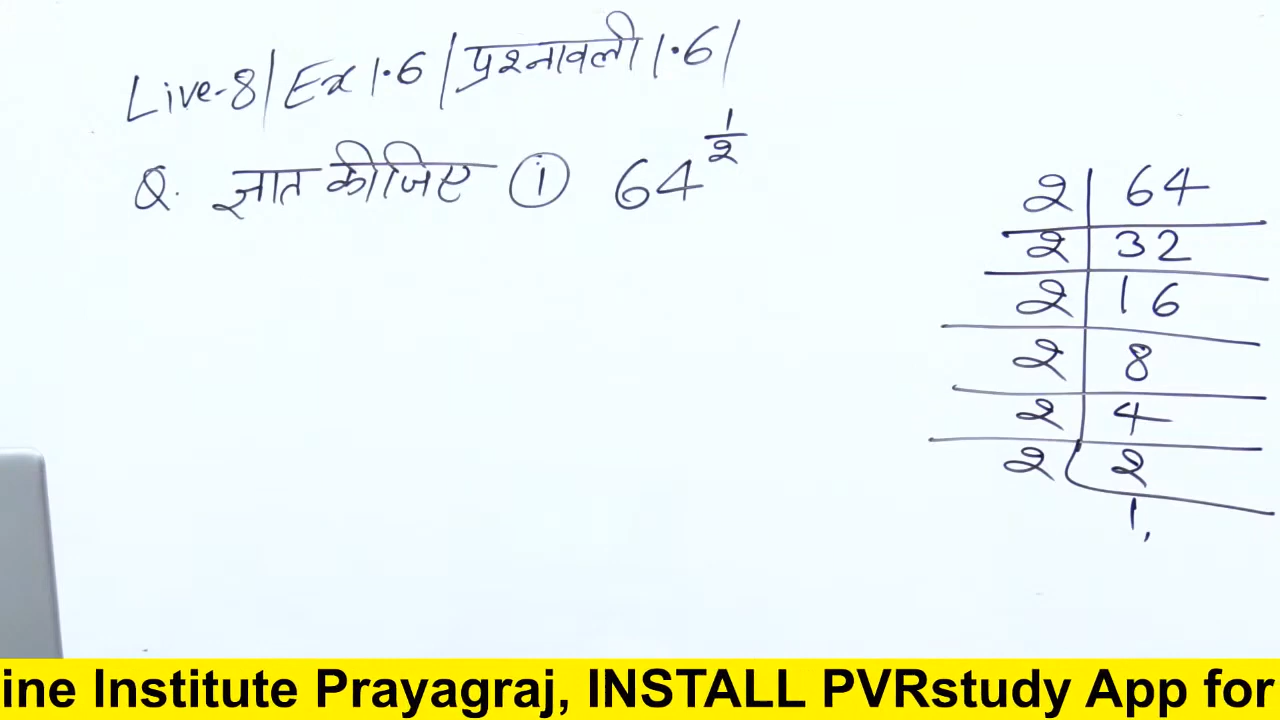 Live-8| Ex 1.6 | प्रश्नावली 1.6|
Q. ज्ञात कीजिए (i) 64^1/2
2 | 64
2 | 32
2 | 16
2 | 8
2 | 4
2 | 2
1,
ine Institute Prayagraj, INSTALL PVRstudy App for